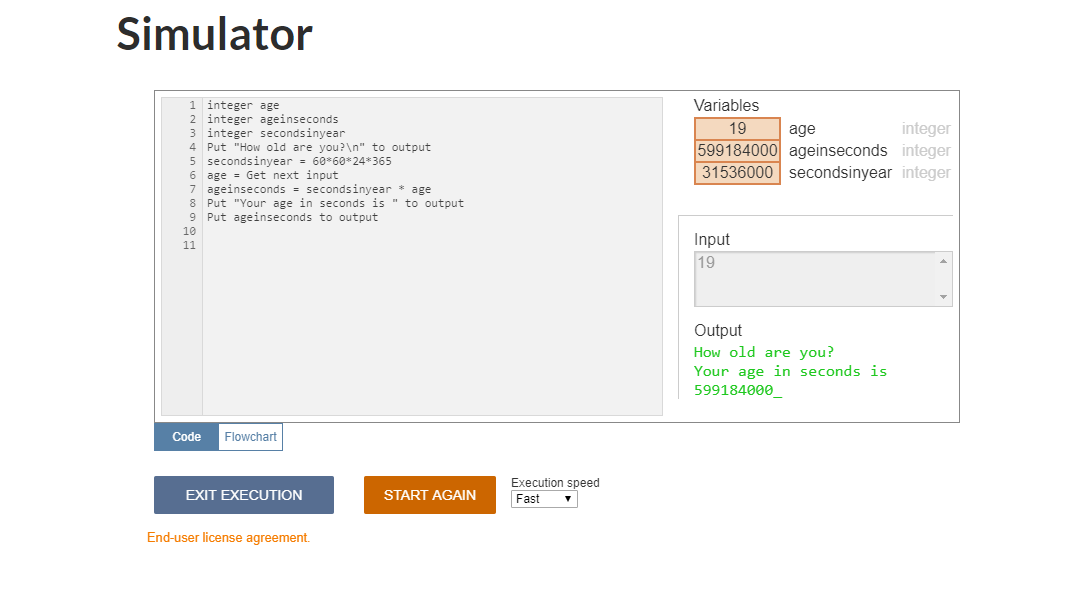 Simulator
1 integer age
2 integer ageinseconds
3 integer secondsinyear
4 Put "How old are you?\n" to output
5 secondsinyear = 60*60*24*365
6 age = Get next input
7 ageinseconds = secondsinyear * age
8 Put "Your age in seconds is " to output
9 Put ageinseconds to output
10
11
Variables
19 age integer
599184000 ageinseconds integer
31536000 secondsinyear integer
Input
19
Output
How old are you?
Your age in seconds is
599184000_
Code Flowchart
EXIT EXECUTION START AGAIN
Execution speed
Fast
End-user license agreement.